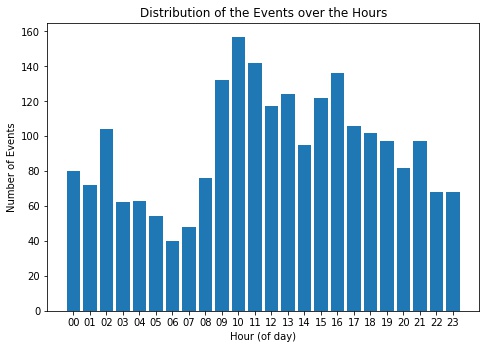 Distribution of the Events over the Hours
160
140
120
100
80
60
40
20
0
Number of Events
00 01 02 03 04 05 06 07 08 09 10 11 12 13 14 15 16 17 18 19 20 21 22 23
Hour (of day)